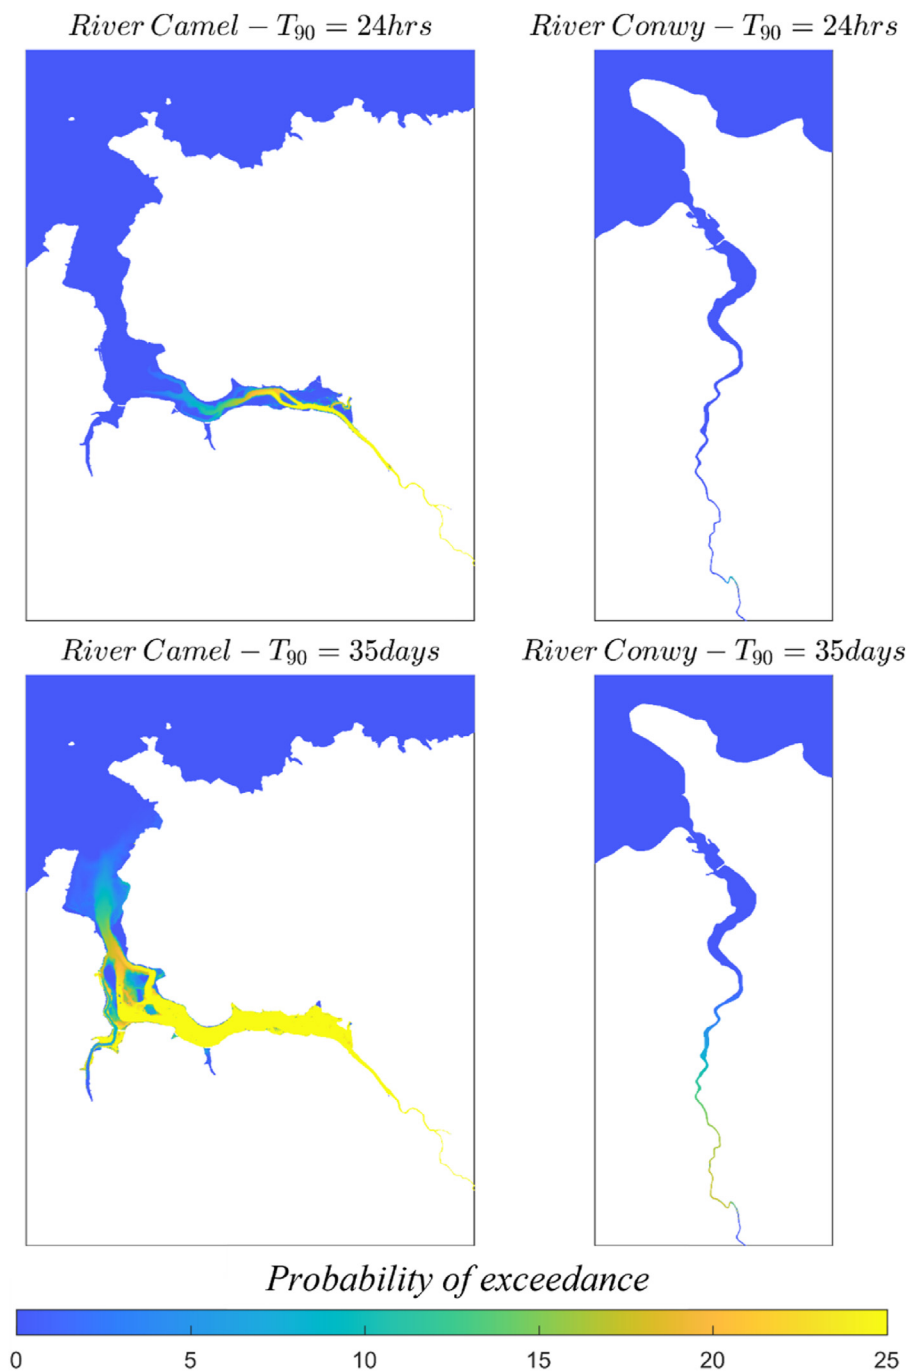 River Camel – T90 = 24hrs
River Conwy – T90 = 24hrs
River Camel – T90 = 35days
River Conwy – T90 = 35days
Probability of exceedance
0 5 10 15 20 25